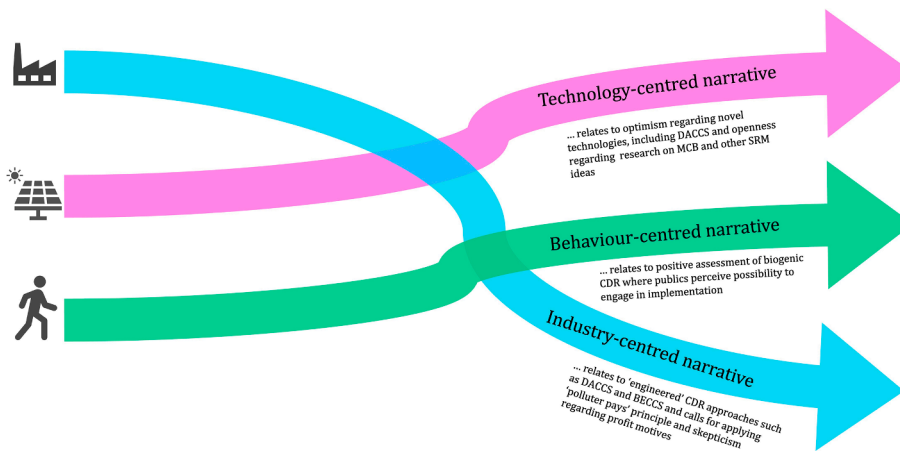 Technology-centred narrative
... relates to optimism regarding novel
technologies, including DACCS and openness
regarding research on MCB and other SRM
ideas
Behaviour-centred narrative
... relates to positive assessment of biogenic
CDR where publics perceive possibility to
engage in implementation
Industry-centred narrative
... relates to ‘engineered’ CDR approaches such
as DACCS and BECCS and calls for applying
‘polluter pays’ principle and skepticism
regarding profit motives